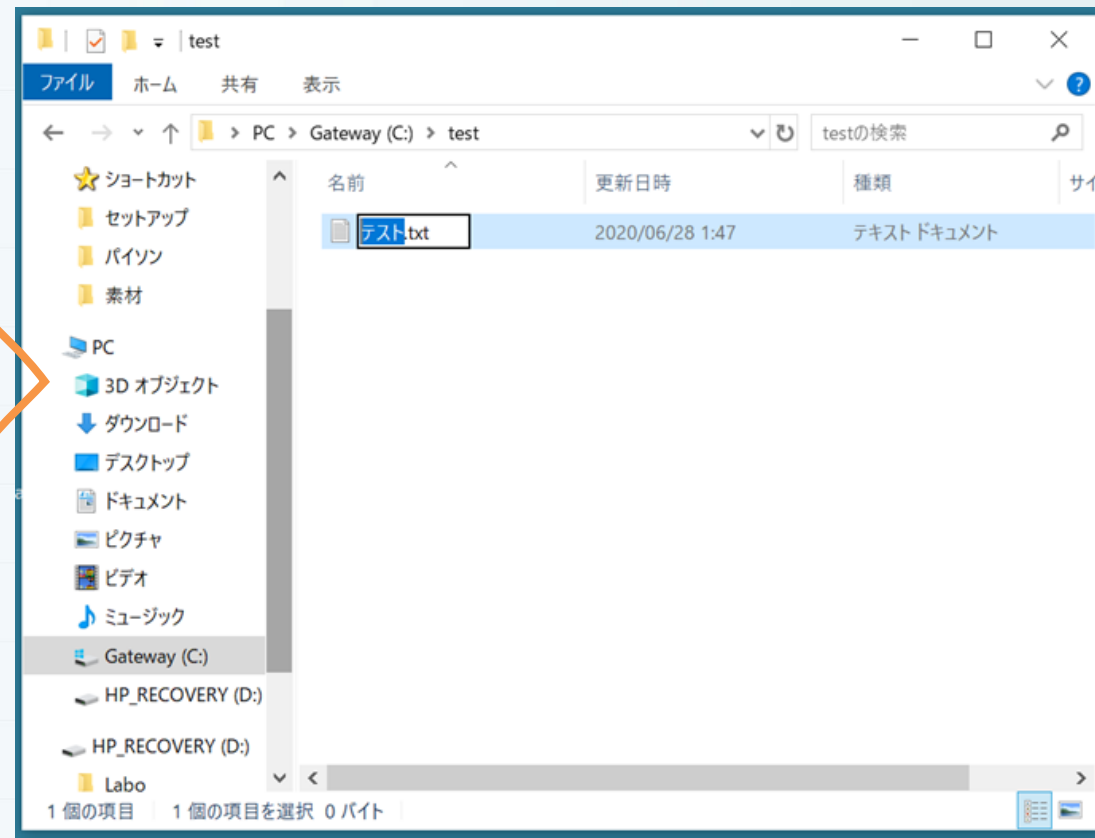 test
ファイル ホーム 共有 表示
PC > Gateway (C:) > test testの検索
名前 更新日時 種類 サイ
テスト.txt 2020/06/28 1:47 テキスト ドキュメント
ショートカット
セットアップ
パイソン
素材
PC
3D オブジェクト
ダウンロード
デスクトップ
ドキュメント
ピクチャ
ビデオ
ミュージック
Gateway (C:)
HP_RECOVERY (D:)
HP_RECOVERY (D:)
Labo
1 個の項目 1 個の項目を選択 0 バイト